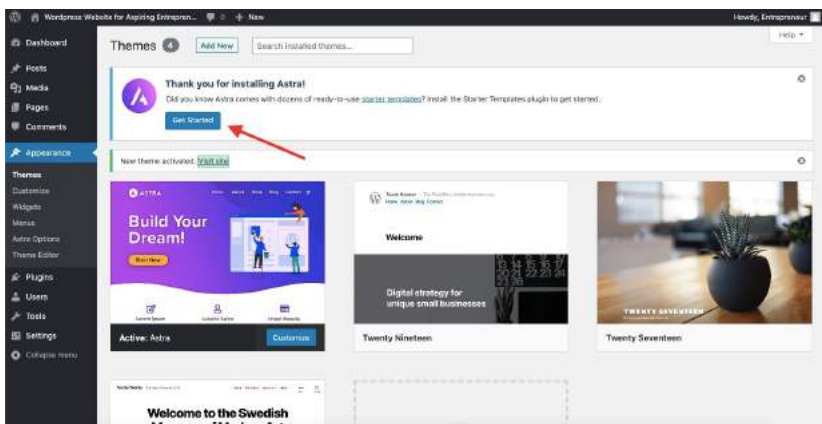 Wordpress Website for Aspiring Entrepren... 0 + New
Howdy, Entrepreneur
Help
Dashboard
Posts
Media
Pages
Comments
Appearance
Themes
Customize
Widgets
Menus
Astra Options
Theme Editor
Plugins
Users
Tools
Settings
Collapse menu
Themes 4 Add New Search installed themes...
Thank you for installing Astra!
Did you know Astra comes with dozens of ready-to-use starter templates? Install the Starter Templates plugin to get started.
Get Started
New theme activated. Visit site
ASTRA
Build Your
Dream!
Start Now
Active: Astra
Customize
Welcome
Digital strategy for
unique small businesses
Twenty Nineteen
TWENTY SEVENTEEN
Twenty Seventeen
Welcome to the Swedish